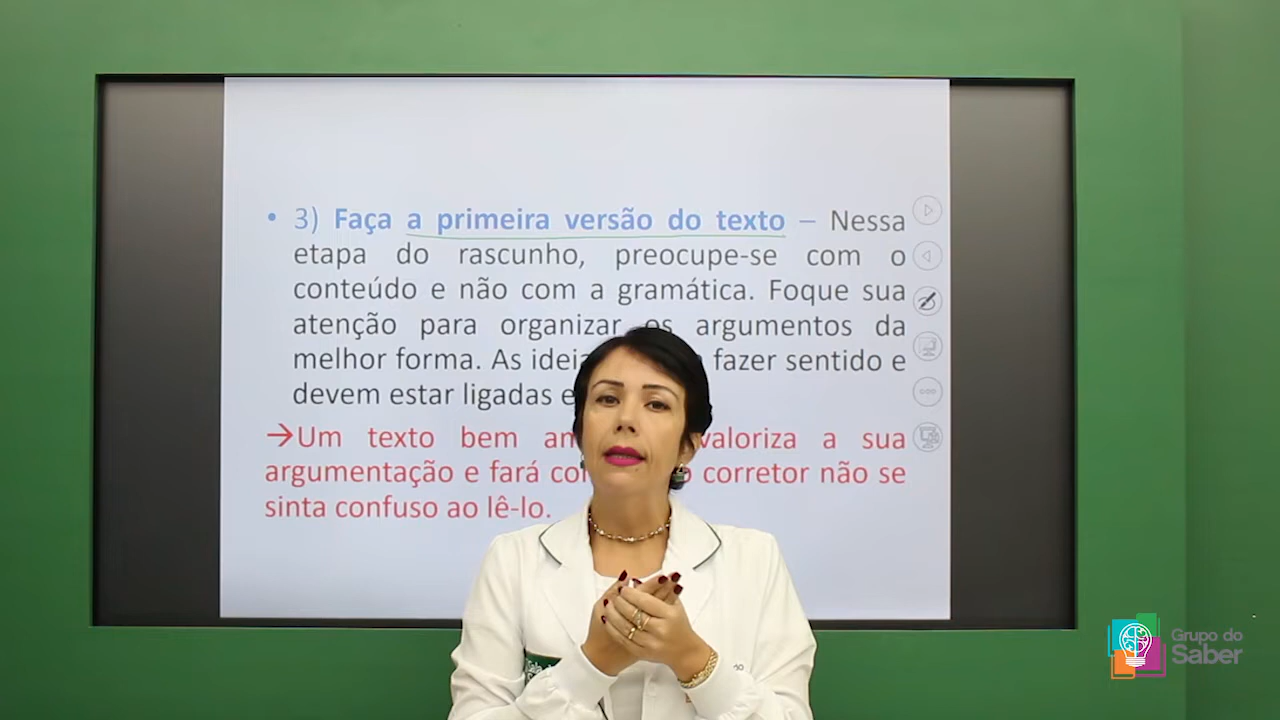 • 3) Faça a primeira versão do texto – Nessa
etapa do rascunho, preocupe-se com o
conteúdo e não com a gramática. Foque sua
atenção para organizar os argumentos da
melhor forma. As fazer sentido e
devem estar ligadas
→Um texto bem valoriza a sua
argumentação e fará corretor não se
sinta confuso ao lê-lo.
Grupo do
Saber